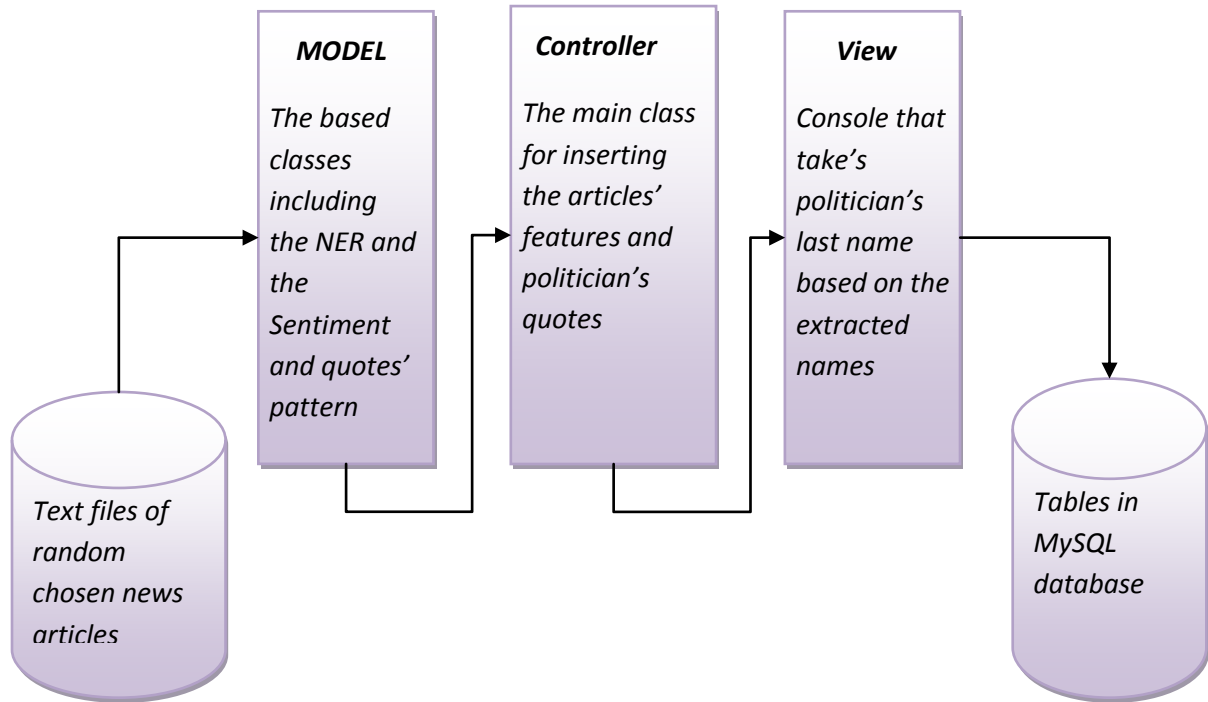 MODEL
The based
classes
including
the NER and
the
Sentiment
and quotes’
pattern
Controller
The main class
for inserting
the articles’
features and
politician’s
quotes
View
Console that
take’s
politician’s
last name
based on the
extracted
names
Text files of
random
chosen news
articles
Tables in
MySQL
database